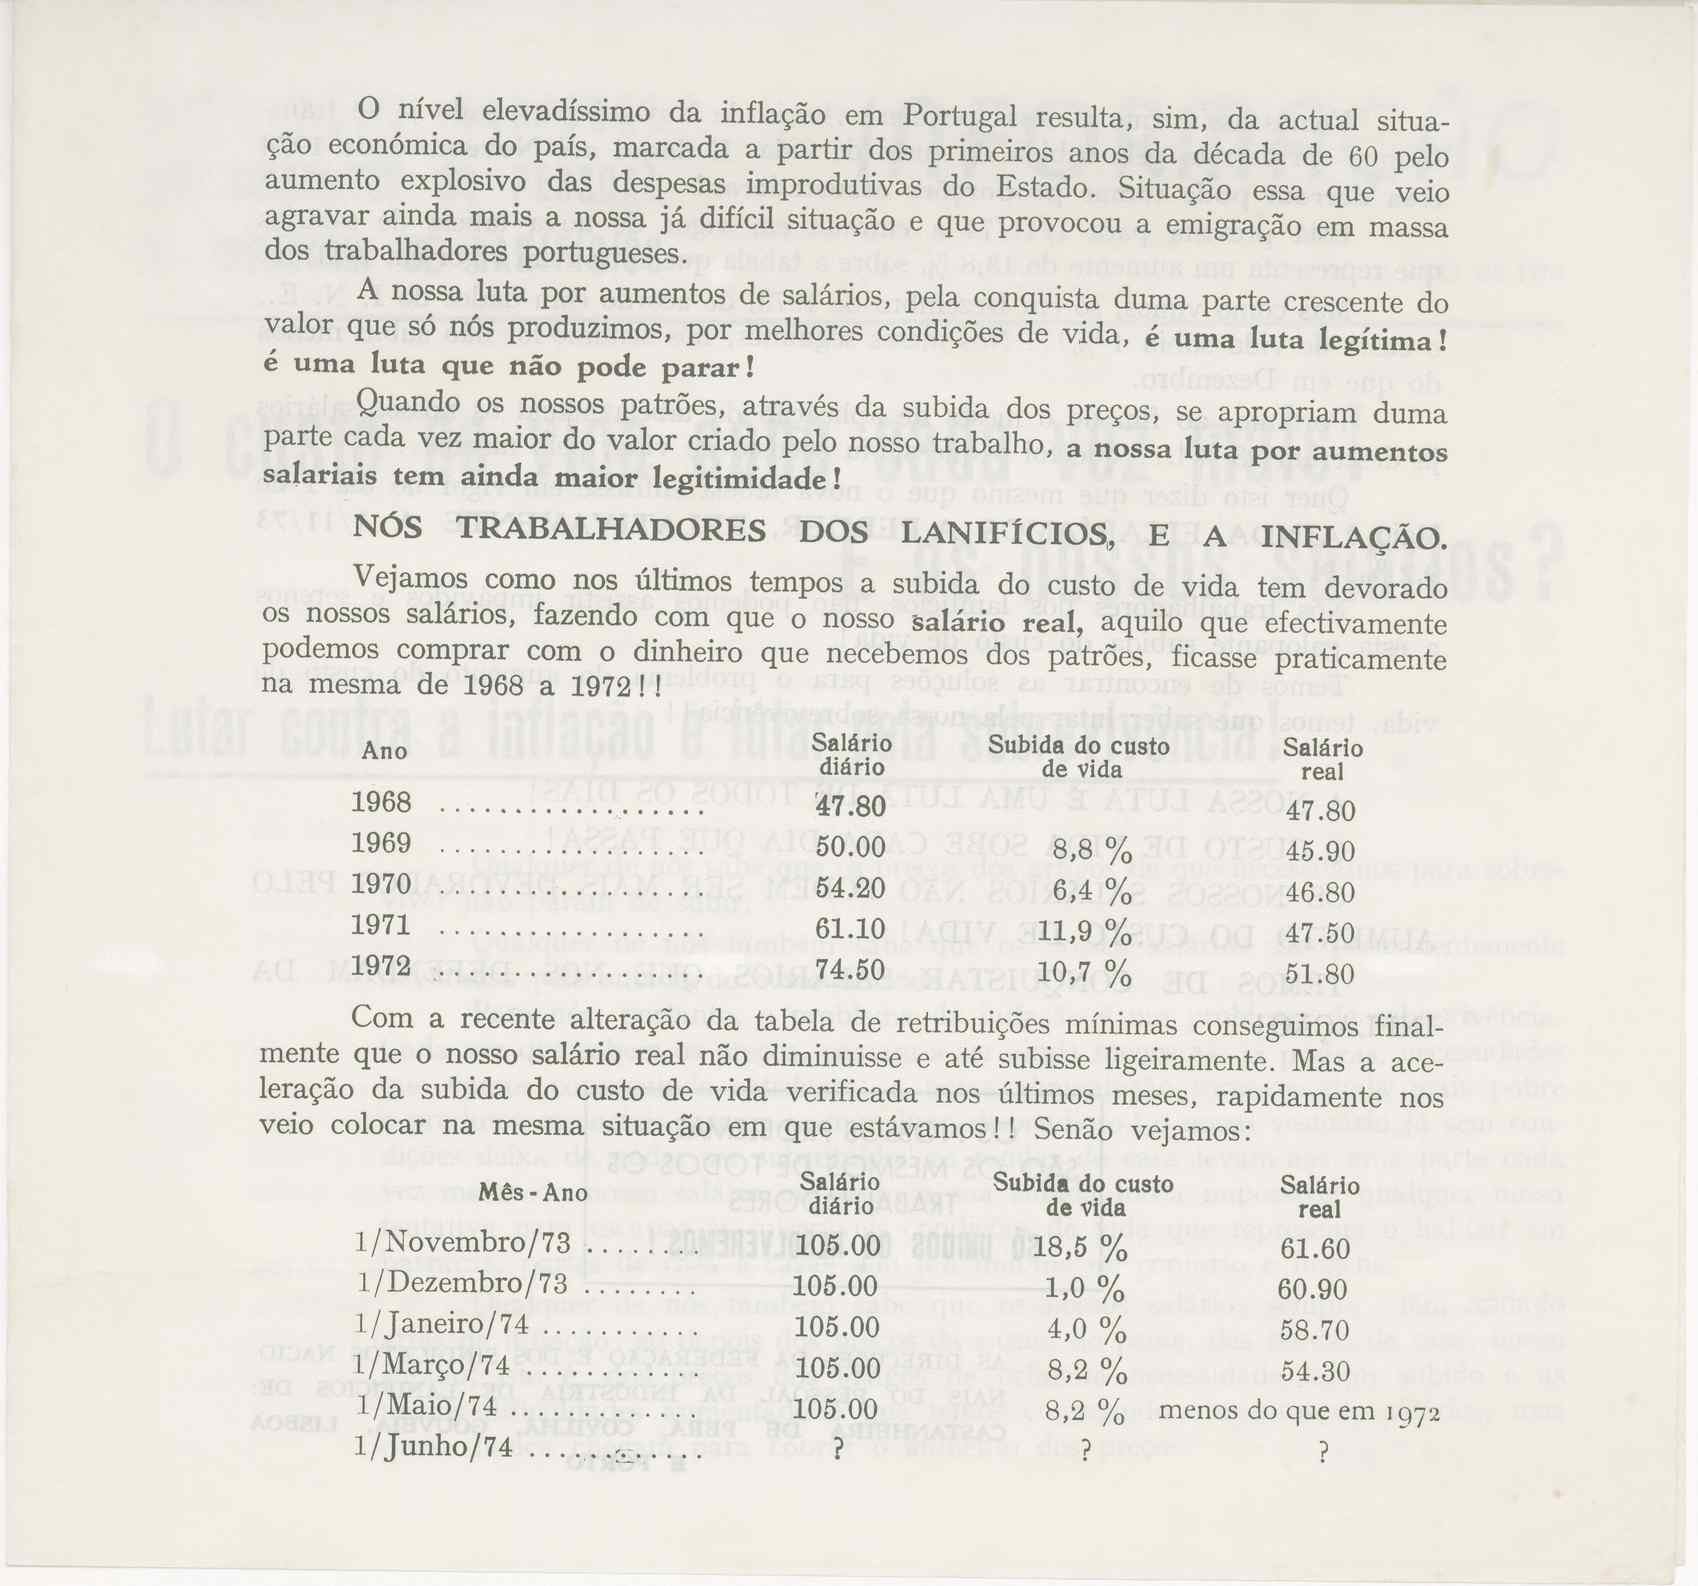 O nível elevadíssimo da inflação em Portugal resulta, sim, da actual situa-
ção económica do país, marcada a partir dos primeiros anos da década de 60 pelo
aumento explosivo das despesas improdutivas do Estado. Situação essa que veio
agravar ainda mais a nossa já difícil situação e que provocou a emigração em massa
dos trabalhadores portugueses.
A nossa luta por aumentos de salários, pela conquista duma parte crescente do
valor que só nós produzimos, por melhores condições de vida, é uma luta legítima!
é uma luta que não pode parar!
Quando os nossos patrões, através da subida dos preços, se apropriam duma
parte cada vez maior do valor criado pelo nosso trabalho, a nossa luta por aumentos
salariais tem ainda maior legitimidade!
NÓS TRABALHADORES DOS LANIFÍCIOS, E A INFLAÇÃO.
Vejamos como nos últimos tempos a subida do custo de vida tem devorado
os nossos salários, fazendo com que o nosso salário real, aquilo que efectivamente
podemos comprar com o dinheiro que recebemos dos patrões, ficasse praticamente
na mesma de 1968 a 1972!!
Ano Salário diário Subida do custo de vida Salário real
1968 .................. 47.80 47.80
1969 .................. 50.00 8,8 % 45.90
1970 .................. 54.20 6,4 % 46.80
1971 .................. 61.10 11,9 % 47.50
1972 .................. 74.50 10,7 % 51.80
Com a recente alteração da tabela de retribuições mínimas conseguimos final-
mente que o nosso salário real não diminuisse e até subisse ligeiramente. Mas a ace-
leração da subida do custo de vida verificada nos últimos meses, rapidamente nos
veio colocar na mesma situação em que estávamos!! Senão vejamos:
Mês-Ano Salário diário Subida do custo de vida Salário real
1/Novembro/73 ........ 105.00 18,5 % 61.60
1/Dezembro/73 ........ 105.00 1,0 % 60.90
1/Janeiro/74 ........... 105.00 4,0 % 58.70
1/Março/74 ............ 105.00 8,2 % 54.30
1/Maio/74 ............. 105.00 8,2 % menos do que em 1972
1/Junho/74 ............ ? ? ?